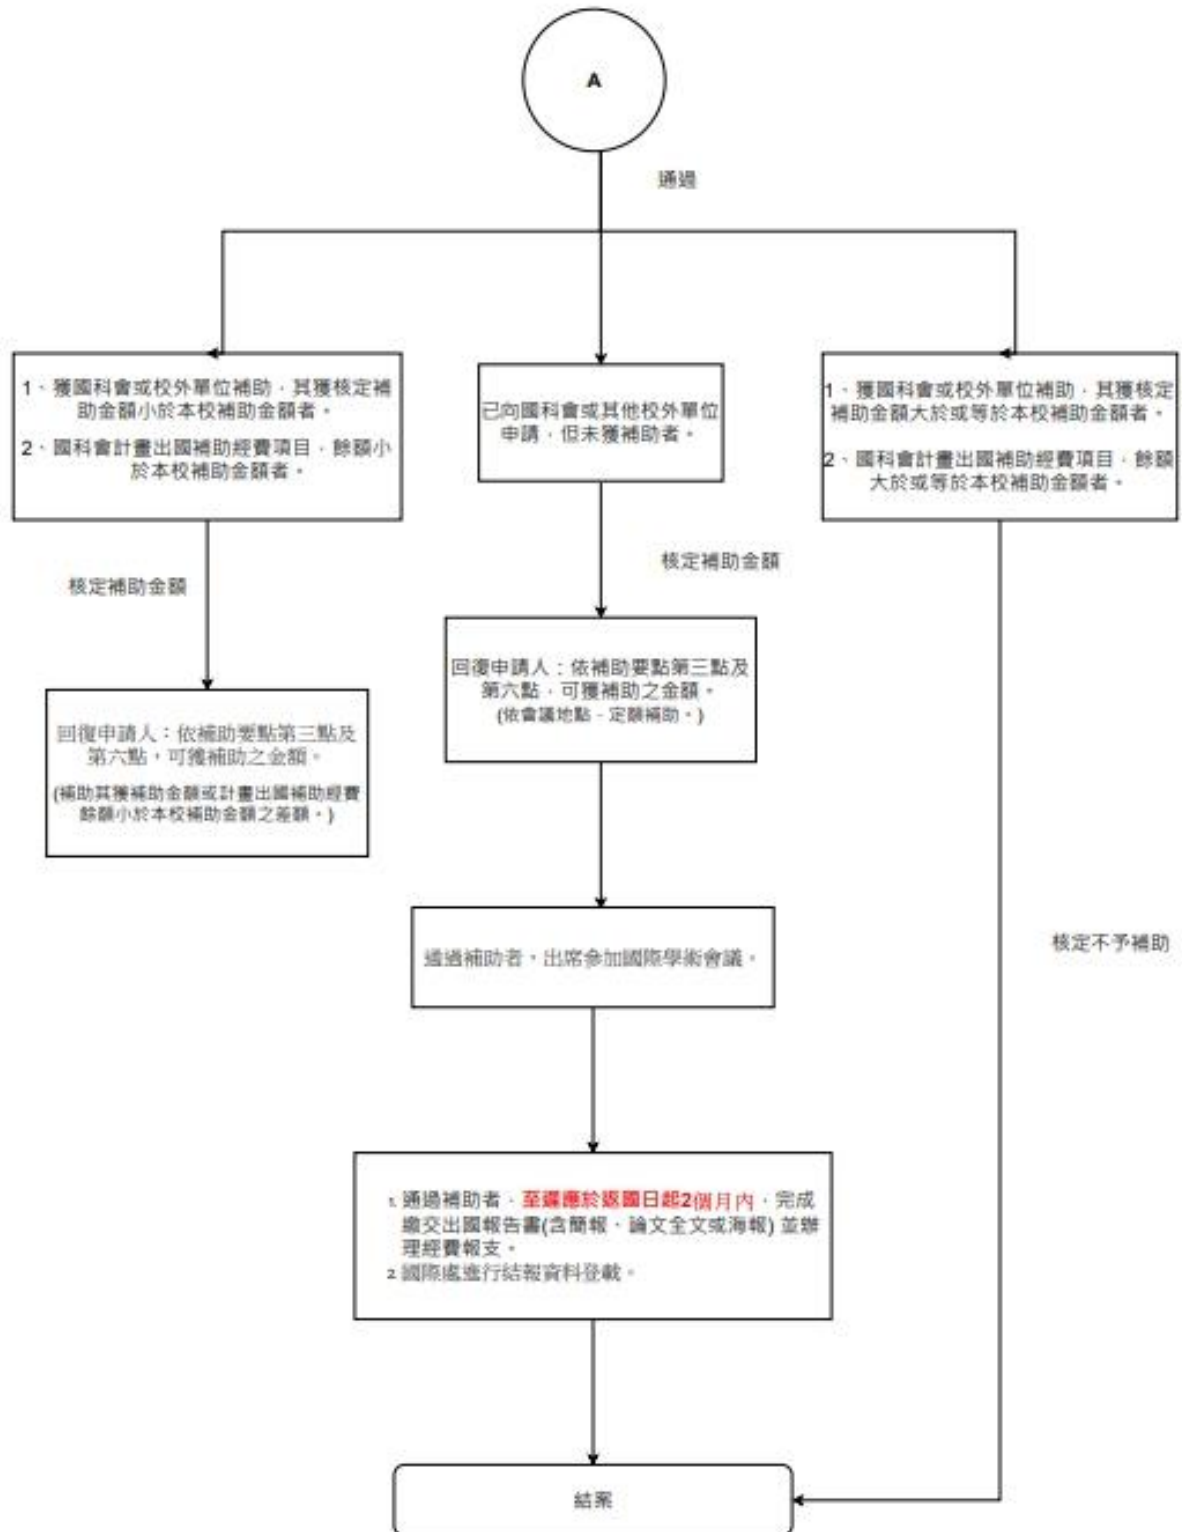 A
通過
1、獲國科會或校外單位補助，其獲核定補
助金額小於本校補助金額者。
2、國科會計畫出國補助經費項目，餘額小
於本校補助金額者。
已向國科會或其他校外單位
申請，但未獲補助者。
1、獲國科會或校外單位補助，其獲核定
補助金額大於或等於本校補助金額者。
2、國科會計畫出國補助經費項目，餘額
大於或等於本校補助金額者。
核定補助金額
核定補助金額
回復申請人：依補助要點第三點及
第六點，可獲補助之金額。
(補助其獲補助金額或計畫出國補助經費
餘額小於本校補助金額之差額。)
回復申請人：依補助要點第三點及
第六點，可獲補助之金額。
(依會議地點，定額補助。)
通過補助者，出席參加國際學術會議。
核定不予補助
1. 通過補助者，至遲應於返國日起2個月內，完成
繳交出國報告書(含簡報、論文全文或海報) 並辦
理經費報支。
2. 國際處進行結報資料登載。
結案